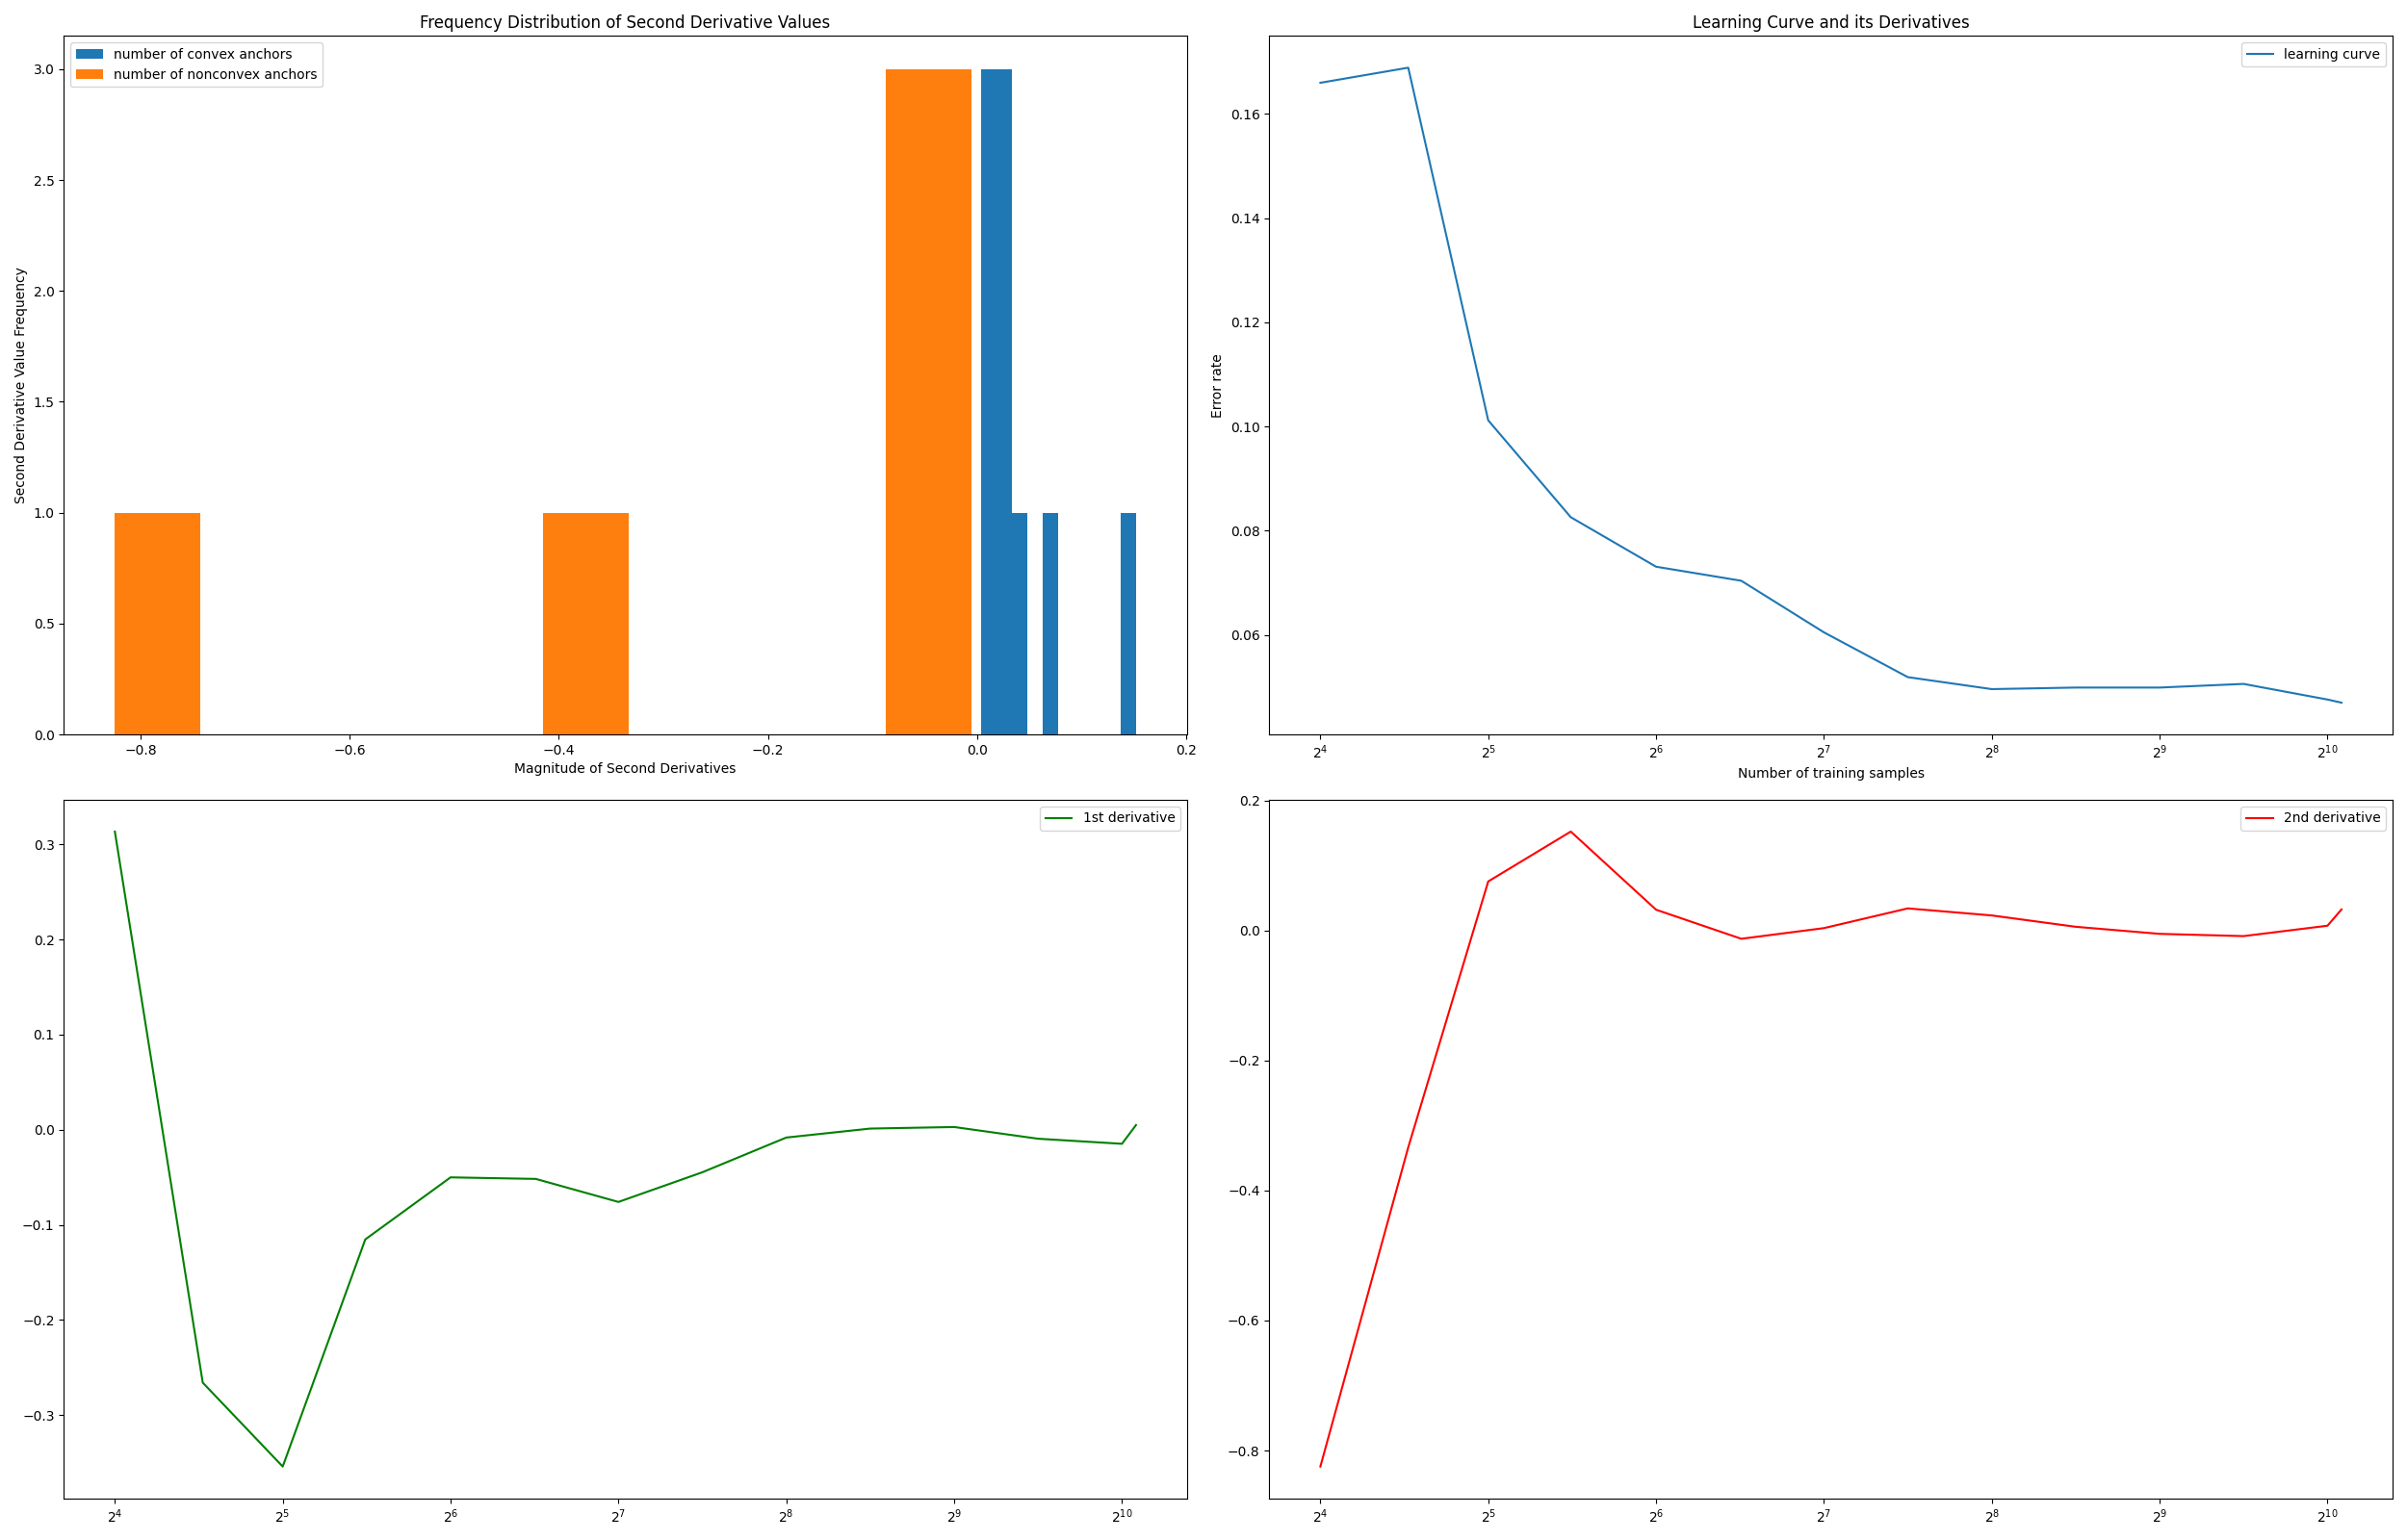 Frequency Distribution of Second Derivative Values
number of convex anchors
number of nonconvex anchors
3.0
2.5
2.0
1.5
1.0
0.5
0.0
Second Derivative Value Frequency
−0.8 −0.6 −0.4 −0.2 0.0 0.2
Magnitude of Second Derivatives
Learning Curve and its Derivatives
learning curve
0.16
0.14
0.12
0.10
0.08
0.06
Error rate
2⁴ 2⁵ 2⁶ 2⁷ 2⁸ 2⁹ 2¹⁰
Number of training samples
1st derivative
0.3
0.2
0.1
0.0
−0.1
−0.2
−0.3
2⁴ 2⁵ 2⁶ 2⁷ 2⁸ 2⁹ 2¹⁰
2nd derivative
0.2
0.0
−0.2
−0.4
−0.6
−0.8
2⁴ 2⁵ 2⁶ 2⁷ 2⁸ 2⁹ 2¹⁰